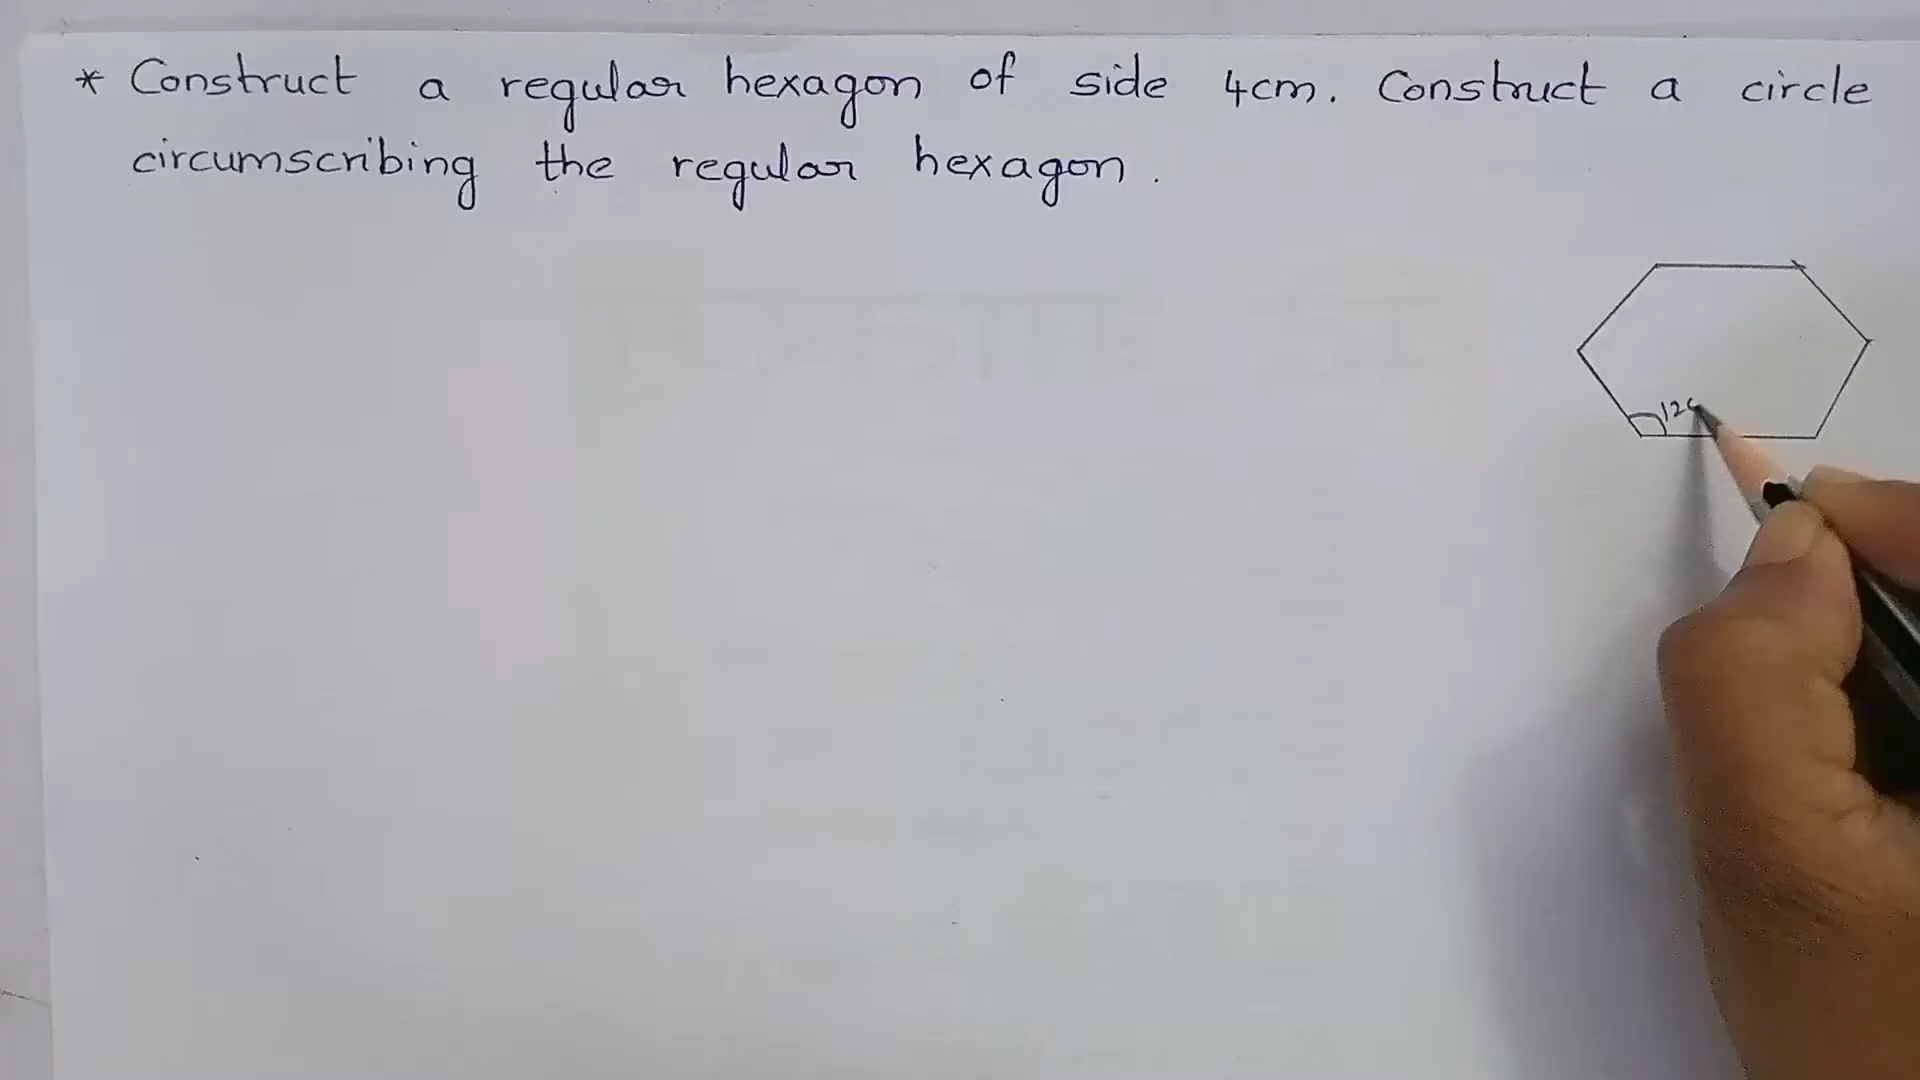 * Construct a regular hexagon of side 4cm. Construct a circle
circumscribing the regular hexagon.